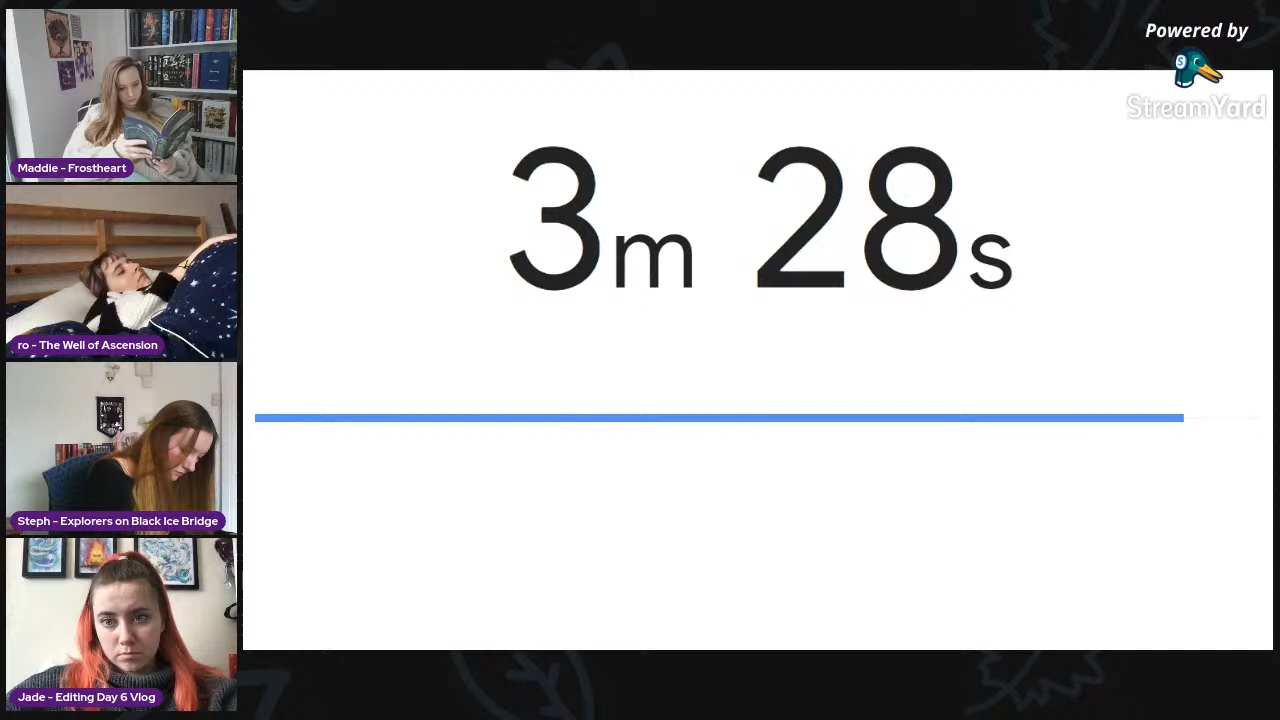 Powered by
StreamYard
3m 28s
Maddie - Frostheart
ro - The Well of Ascension
Steph - Explorers on Black Ice Bridge
Jade - Editing Day 6 Vlog